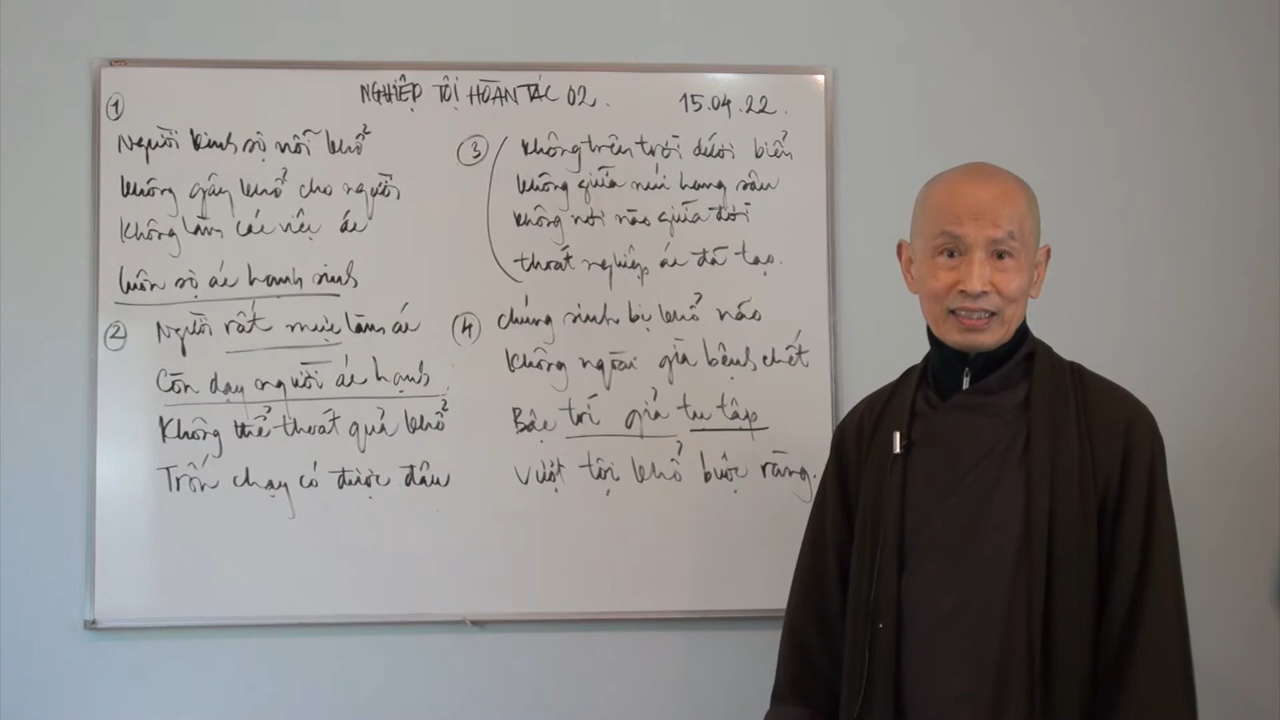 NGHIỆP TỘI HOÀN TÁC 02.
15.04.22.
1
Người kinh sợ nỗi khổ
không gây khổ cho người
Không làm các việc ác
luôn sợ ác hạnh sinh
2
Người rất mực làm ác
Còn dạy người ác hạnh
Không thể thoát quả khổ
Trốn chạy có được đâu
3
Không trên trời dưới biển
không giữa núi hang sâu
không nơi nào giữa đời
thoát nghiệp ác đã tạo.
4
chúng sinh bị khổ não
Không ngoài già bệnh chết
Bậc trí giả tu tập
Vượt tội khổ buộc ràng.